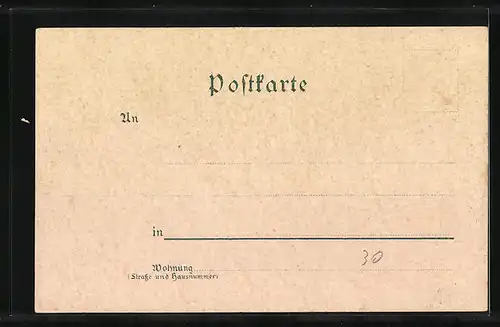 Postkarte
An
in
30
Wohnung
(Straße und Hausnummer)